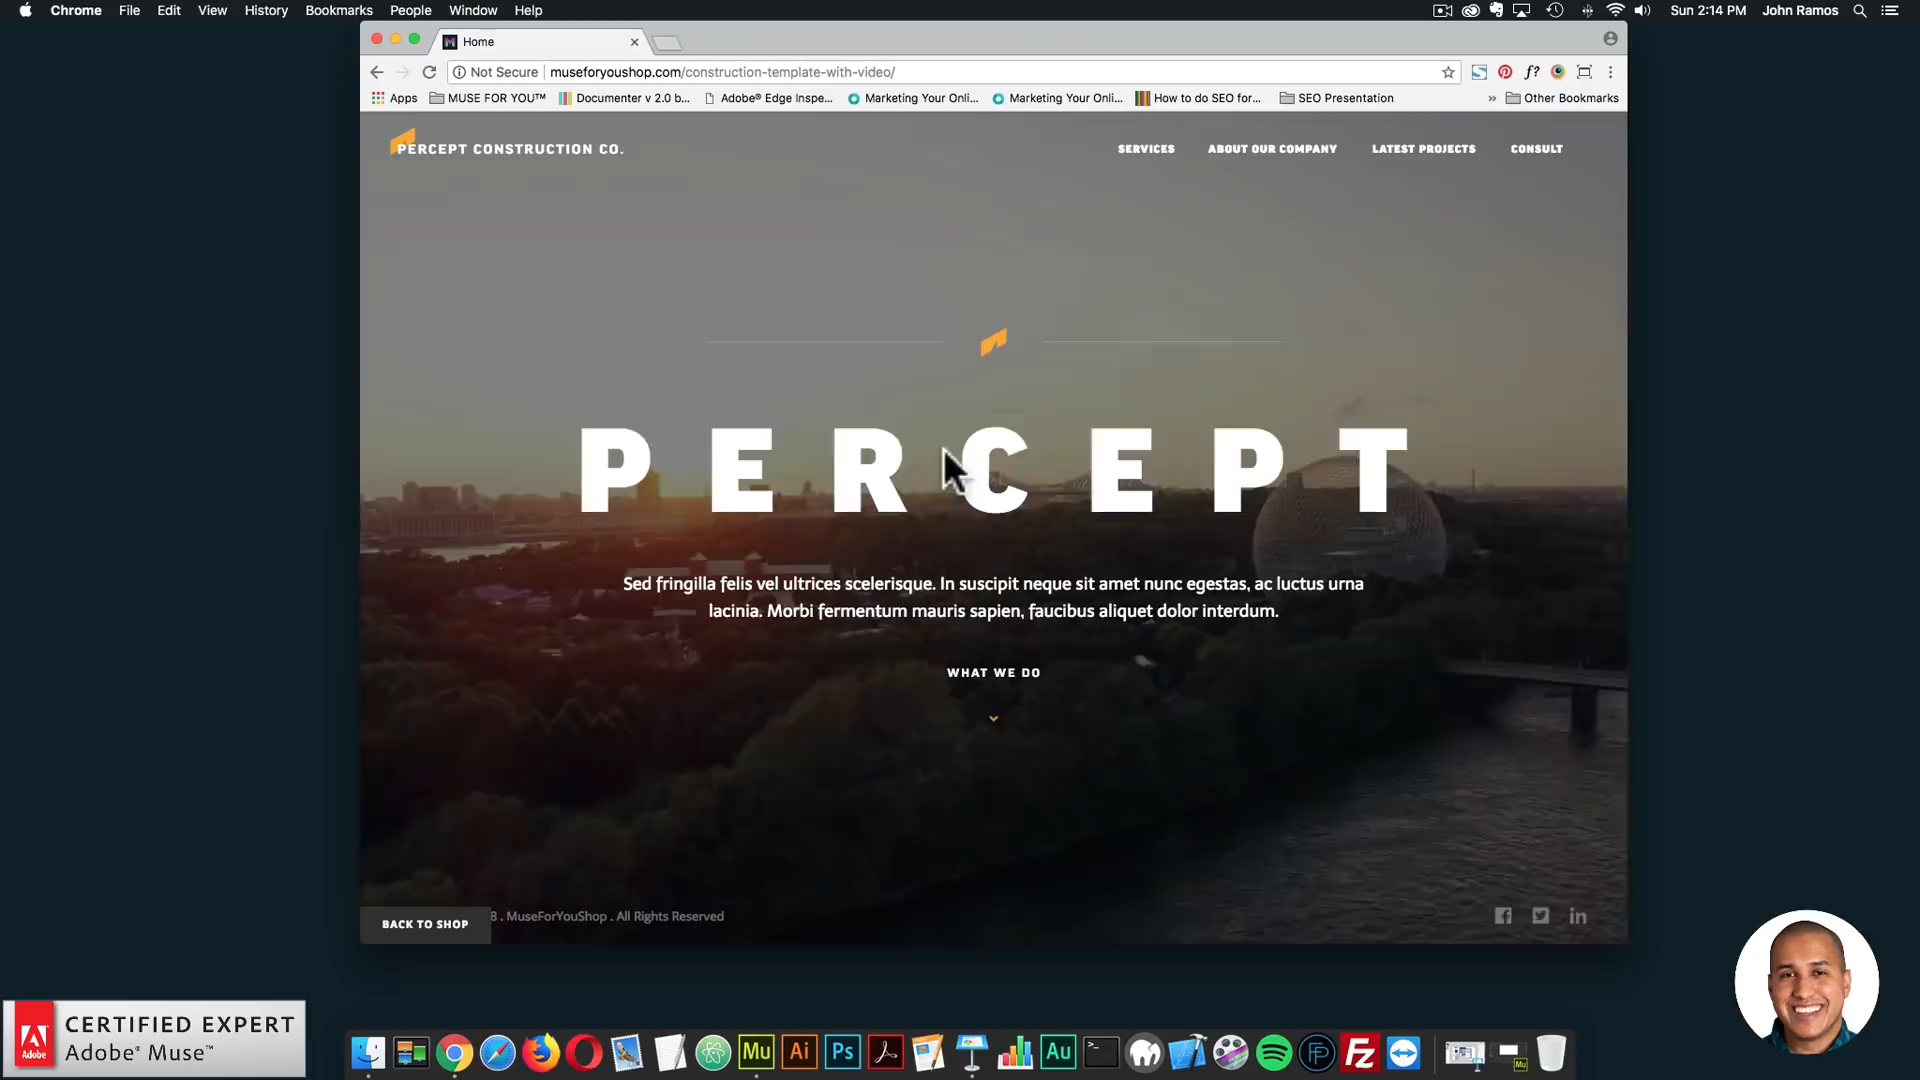 Chrome File Edit View History Bookmarks People Window Help
Sun 2:14 PM John Ramos
Home
Not Secure museforyoushop.com/construction-template-with-video/
f?
Apps MUSE FOR YOU™ Documenter v 2.0 b... Adobe® Edge Inspe... Marketing Your Onli... Marketing Your Onli... How to do SEO for... SEO Presentation » Other Bookmarks
PERCEPT CONSTRUCTION CO.
SERVICES ABOUT OUR COMPANY LATEST PROJECTS CONSULT
PERCEPT
Sed fringilla felis vel ultrices scelerisque. In suscipit neque sit amet nunc egestas, ac luctus urna
lacinia. Morbi fermentum mauris sapien, faucibus aliquet dolor interdum.
WHAT WE DO
BACK TO SHOP
8 . MuseForYouShop . All Rights Reserved
in
Adobe
CERTIFIED EXPERT
Adobe® Muse™
Mu Ai Ps Au FP Fz Mu